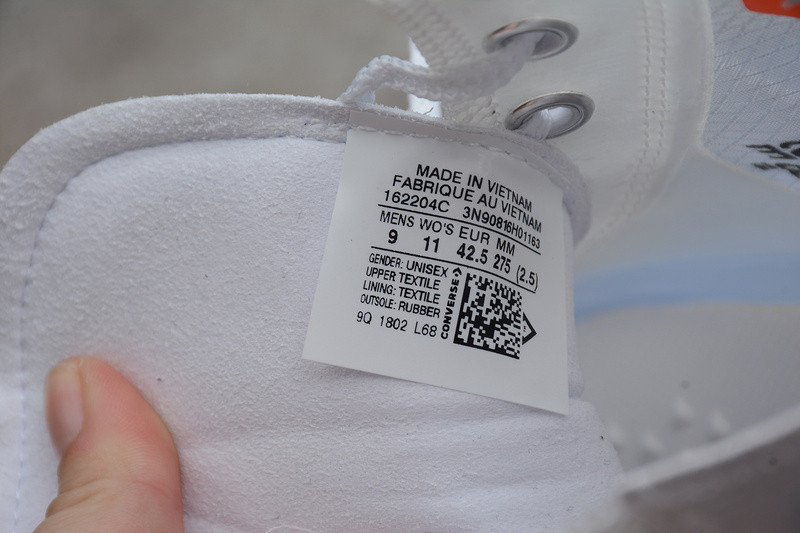 MADE IN VIETNAM
FABRIQUE AU VIETNAM
162204C 3N90816H01163
MENS WO'S EUR MM
9 11 42.5 275 (2.5)
GENDER: UNISEX
UPPER TEXTILE
LINING: TEXTILE
OUTSOLE: RUBBER
9Q 1802 L68
CONVERSE